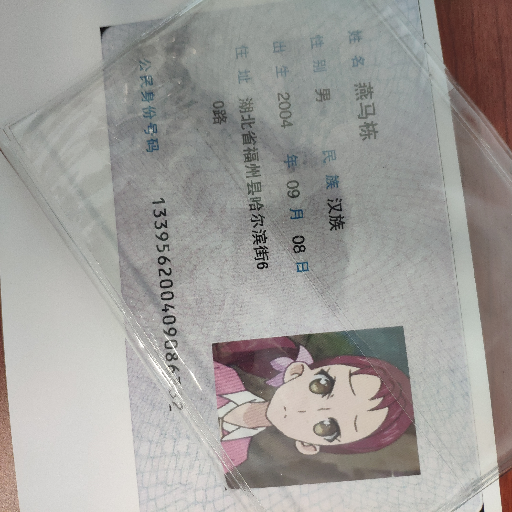 姓名 燕马栋
性别 男 民族 汉族
出生 2004 年 09 月 08 日
住址 湖北省福州县哈尔滨街6
0路
公民身份号码